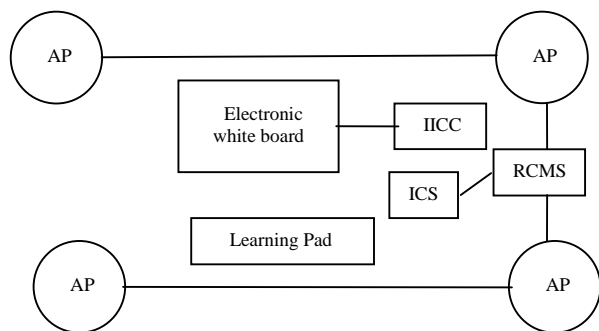 AP
AP
Electronic
white board
IICC
RCMS
ICS
Learning Pad
AP
AP